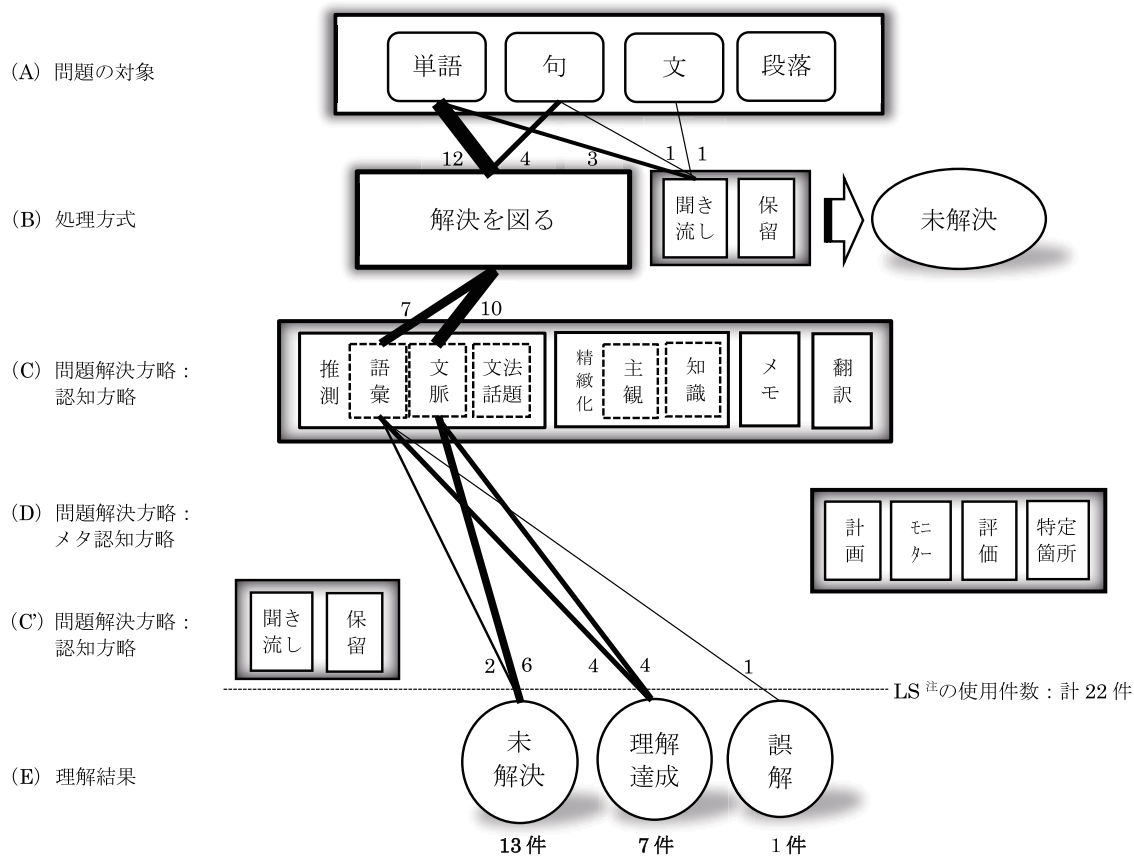 (A) 問題の対象
単語 句 文 段落
12 4 3 1 1
(B) 処理方式
解決を図る
聞き
流し
保
留
未解決
7 10
(C) 問題解決方略:
認知方略
推
測
語
彙
文
脈
文法
話題
精
緻
化
主
観
知
識
メ
モ
翻
訳
(D) 問題解決方略:
メタ認知方略
計
画
モニ
ター
評
価
特定
箇所
(C’) 問題解決方略:
認知方略
聞き
流し
保
留
2 6 4 4 1
LS注の使用件数:計 22 件
(E) 理解結果
未
解決
理解
達成
誤
解
13 件 7 件 1 件